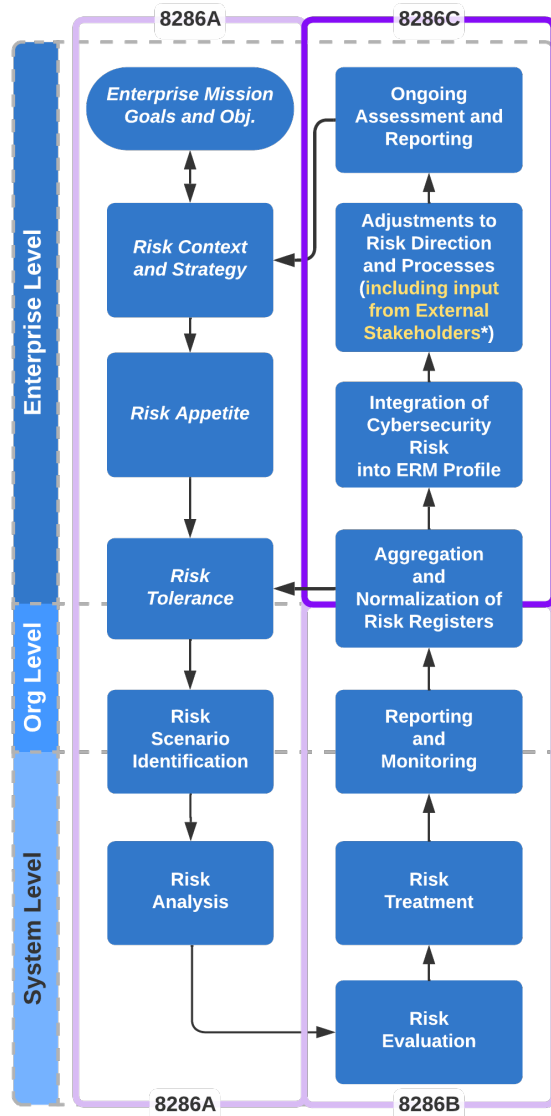 8286A
8286C
Enterprise Level
Org Level
System Level
Enterprise Mission
Goals and Obj.
Risk Context
and Strategy
Risk Appetite
Risk
Tolerance
Risk
Scenario
Identification
Risk
Analysis
Ongoing
Assessment and
Reporting
Adjustments to
Risk Direction
and Processes
(including input
from External
Stakeholders*)
Integration of
Cybersecurity
Risk
into ERM Profile
Aggregation
and
Normalization of
Risk Registers
Reporting
and
Monitoring
Risk
Treatment
Risk
Evaluation
8286A
8286B